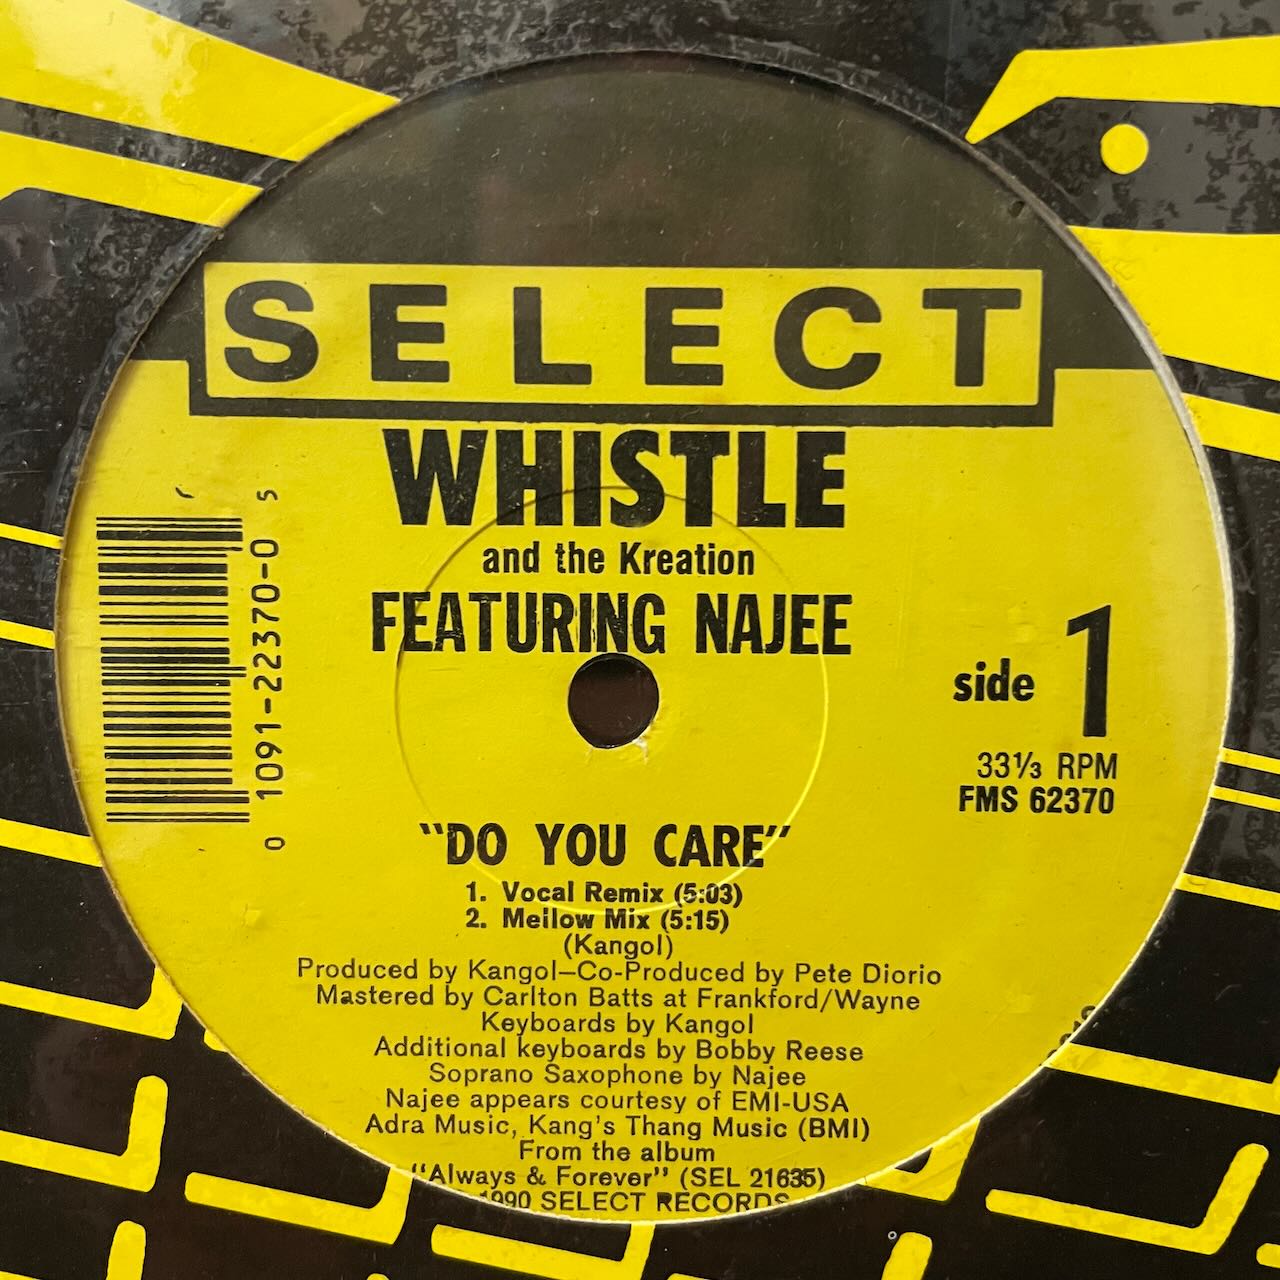 SELECT
WHISTLE
and the Kreation
FEATURING NAJEE
0 1091-22370-0 5
side 1
33⅓ RPM
FMS 62370
"DO YOU CARE"
1. Vocal Remix (5:03)
2. Mellow Mix (5:15)
(Kangol)
Produced by Kangol—Co-Produced by Pete Diorio
Mastered by Carlton Batts at Frankford/Wayne
Keyboards by Kangol
Additional keyboards by Bobby Reese
Soprano Saxophone by Najee
Najee appears courtesy of EMI-USA
Adra Music, Kang's Thang Music (BMI)
From the album
"Always & Forever" (SEL 21635)
1990 SELECT RECORDS